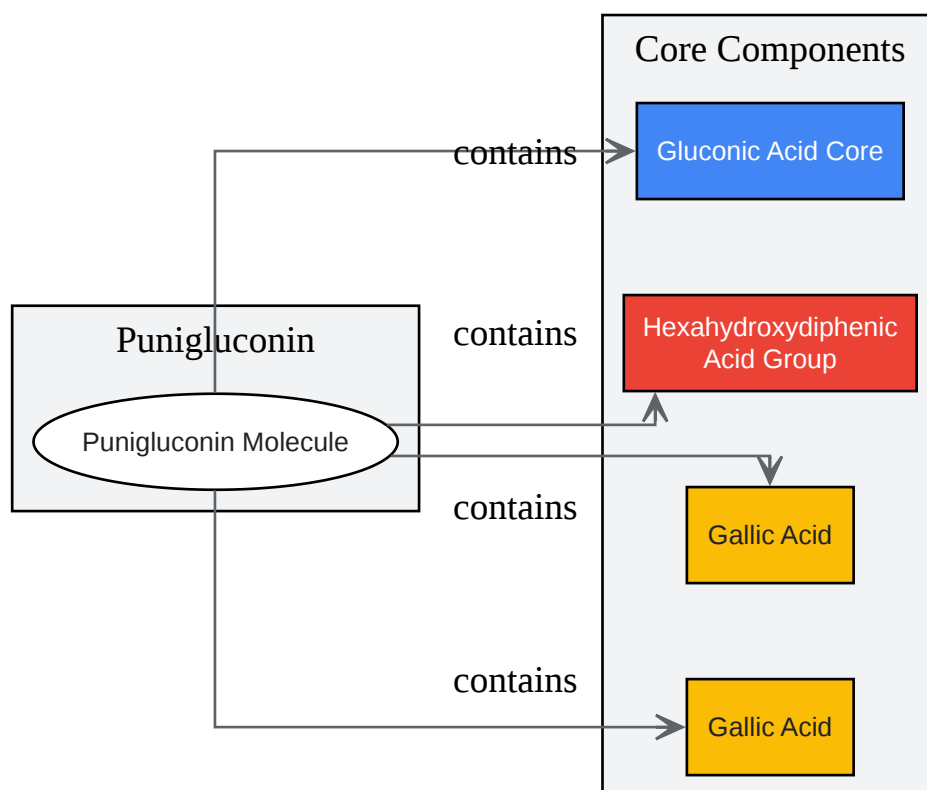 Core Components
contains
Gluconic Acid Core
Punigluconin
contains
Hexahydroxydiphenic
Acid Group
Punigluconin Molecule
contains
Gallic Acid
contains
Gallic Acid